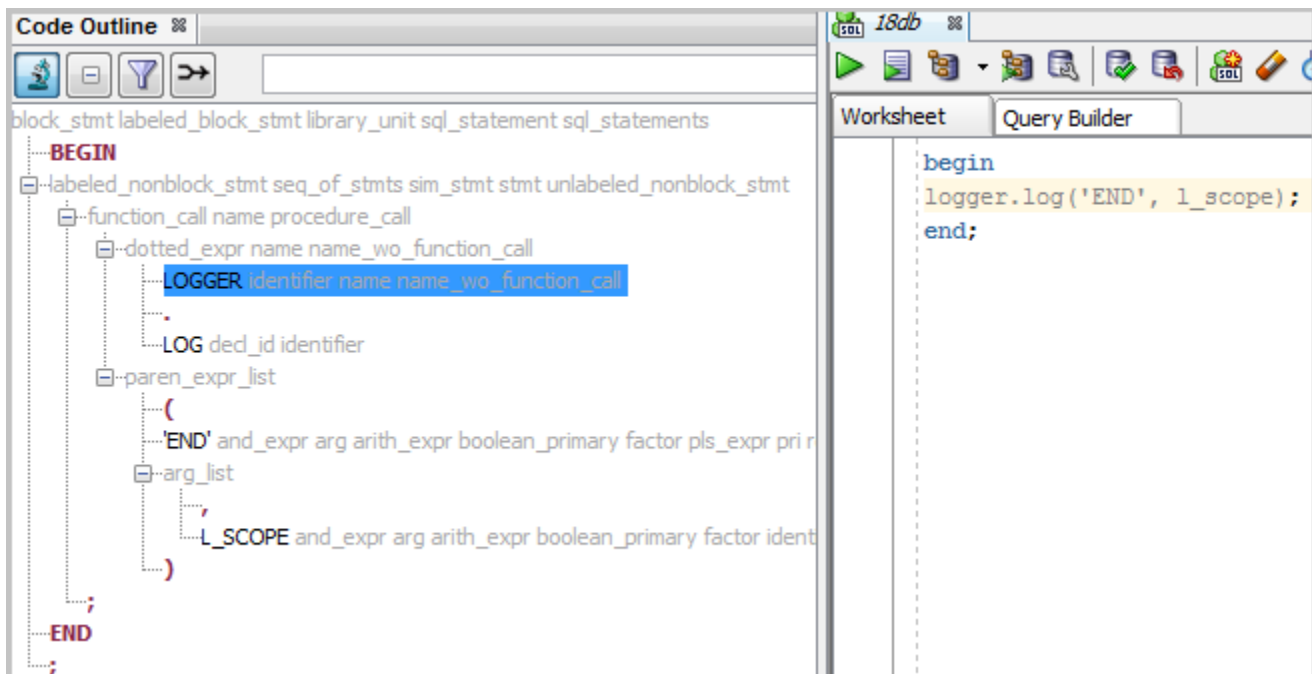 Code Outline
block_stmt labeled_block_stmt library_unit sql_statement sql_statements
BEGIN
labeled_nonblock_stmt seq_of_stmts sim_stmt stmt unlabeled_nonblock_stmt
function_call name procedure_call
dotted_expr name name_wo_function_call
LOGGER identifier name name_wo_function_call
.
LOG decl_id identifier
paren_expr_list
(
'END' and_expr arg arith_expr boolean_primary factor pls_expr pri r
arg_list
,
L_SCOPE and_expr arg arith_expr boolean_primary factor ident
)
;
END
;
SQL 18db
SQL
Worksheet Query Builder
begin
logger.log('END', l_scope);
end;